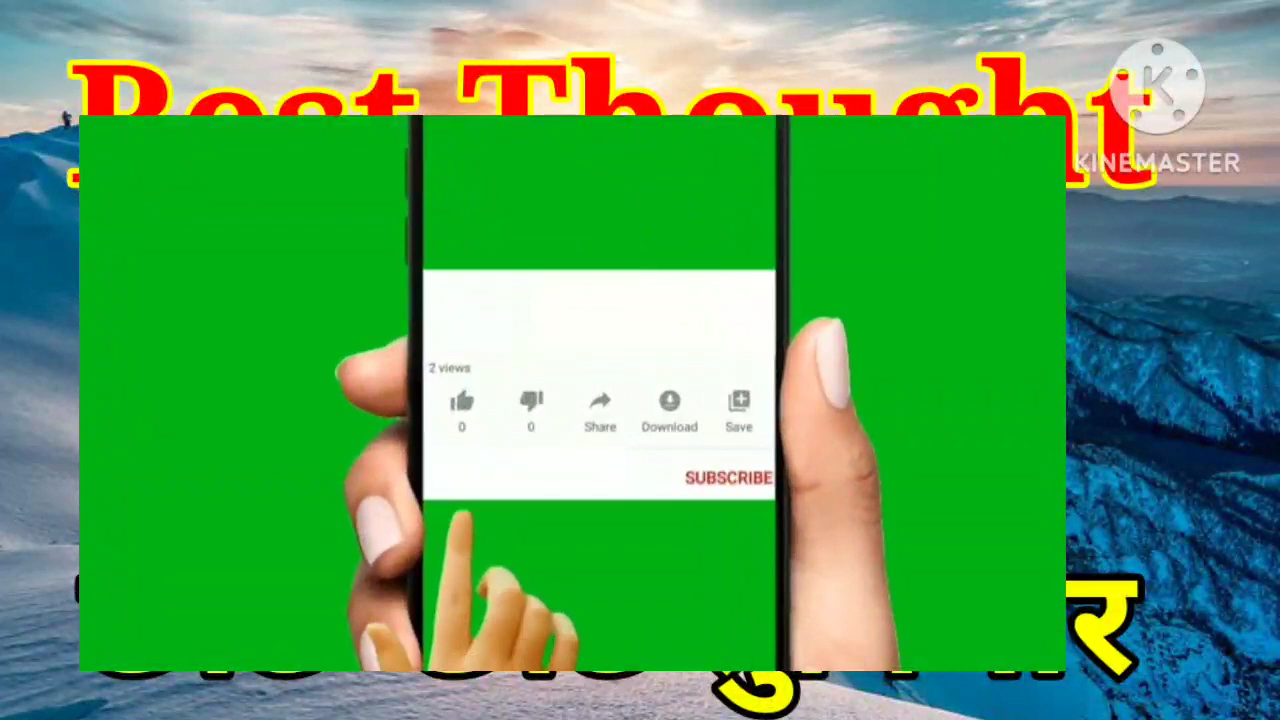 Best Thought
KINEMASTER
2 views
0 0 Share Download Save
SUBSCRIBE